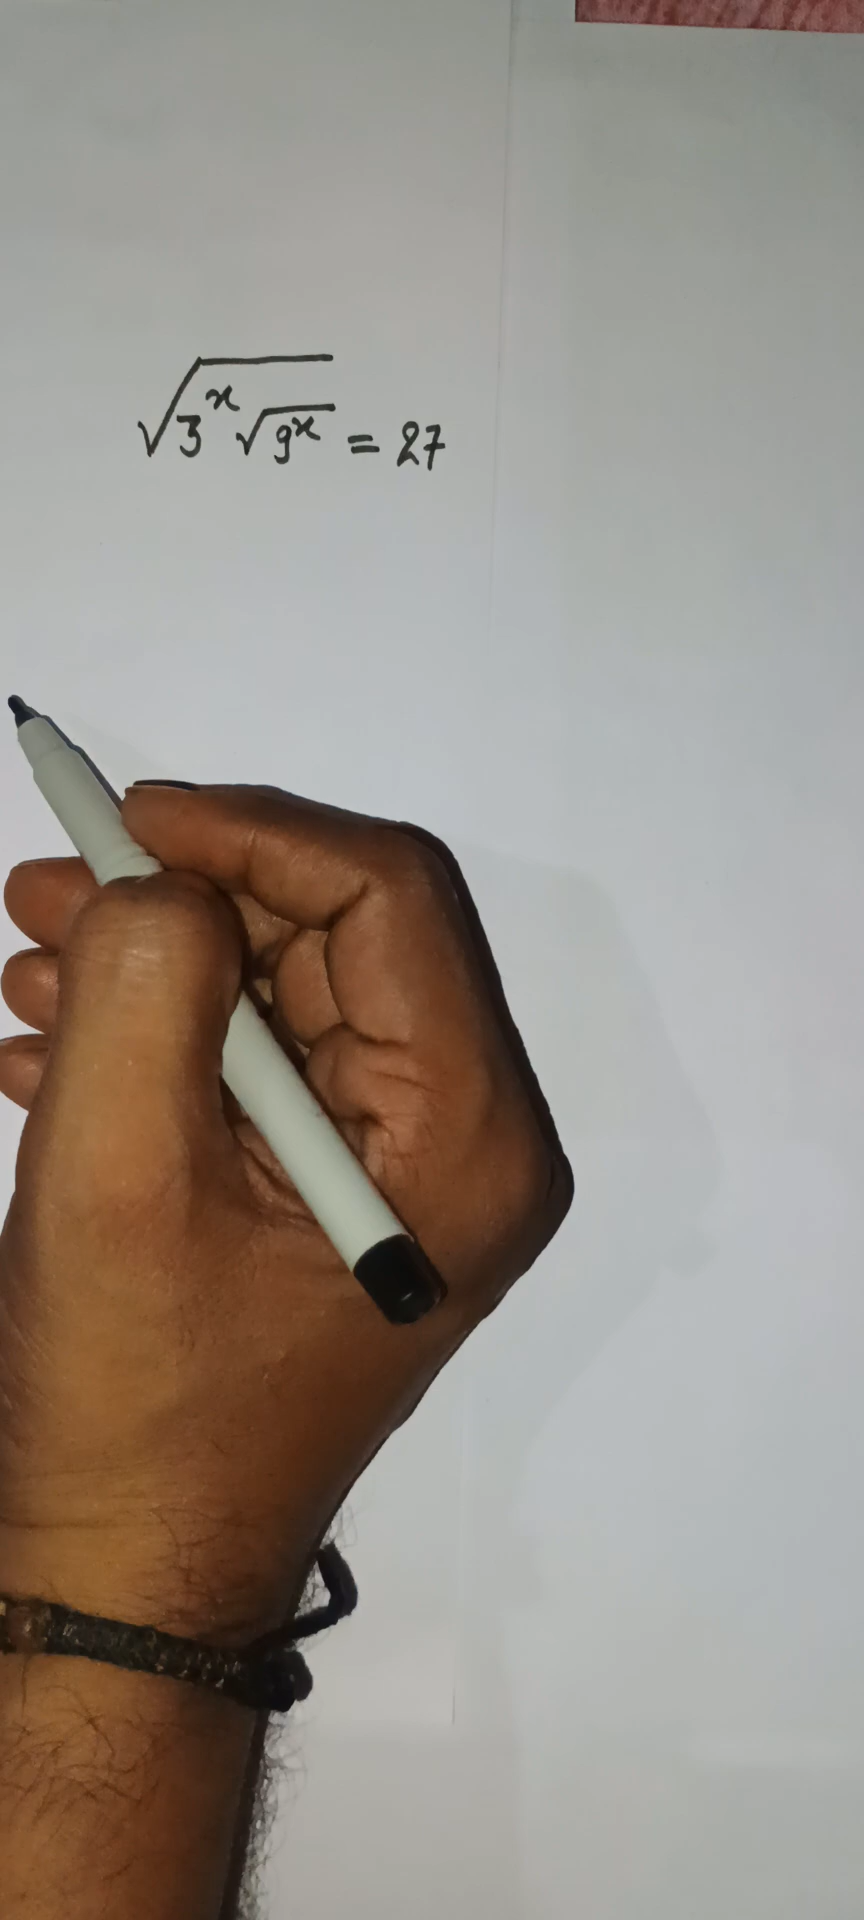 √(3^x √(9^x)) = 27